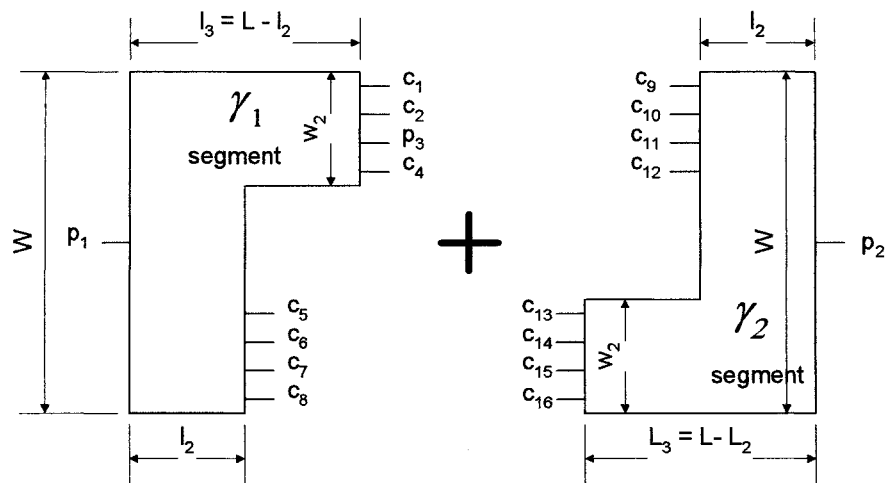 l₃ = L - l₂
l₂
γ₁
segment
w₂
W
p₁
c₁
c₂
p₃
c₄
c₅
c₆
c₇
c₈
l₂
+
c₉
c₁₀
c₁₁
c₁₂
W
p₂
c₁₃
c₁₄
c₁₅
c₁₆
w₂
γ₂
segment
L₃ = L- L₂